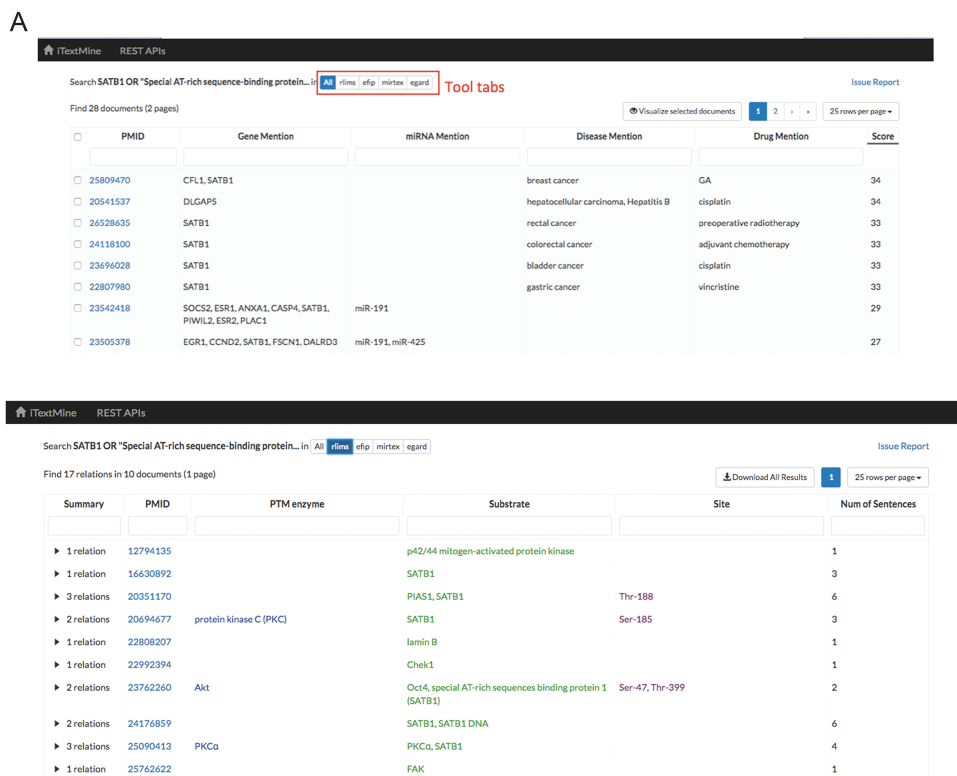 A
iTextMine REST APIs
Search SATB1 OR "Special AT-rich sequence-binding protein... in All rlims efip mirtex egard Tool tabs Issue Report
Find 28 documents (2 pages) Visualize selected documents 1 2 › » 25 rows per page
PMID Gene Mention miRNA Mention Disease Mention Drug Mention Score
25809470 CFL1, SATB1 breast cancer GA 34
20541537 DLGAP5 hepatocellular carcinoma, Hepatitis B cisplatin 34
26528635 SATB1 rectal cancer preoperative radiotherapy 33
24118100 SATB1 colorectal cancer adjuvant chemotherapy 33
23696028 SATB1 bladder cancer cisplatin 33
22807980 SATB1 gastric cancer vincristine 33
23542418 SOCS2, ESR1, ANXA1, CASP4, SATB1, miR-191 29
PIWIL2, ESR2, PLAC1
23505378 EGR1, CCND2, SATB1, FSCN1, DALRD3 miR-191, miR-425 27
iTextMine REST APIs
Search SATB1 OR "Special AT-rich sequence-binding protein... in All rlims efip mirtex egard Issue Report
Find 17 relations in 10 documents (1 page) Download All Results 1 25 rows per page
Summary PMID PTM enzyme Substrate Site Num of Sentences
1 relation 12794135 p42/44 mitogen-activated protein kinase 1
1 relation 16630892 SATB1 3
3 relations 20351170 PIAS1, SATB1 Thr-188 6
2 relations 20694677 protein kinase C (PKC) SATB1 Ser-185 3
1 relation 22808207 lamin B 1
1 relation 22992394 Chek1 1
2 relations 23762260 Akt Oct4, special AT-rich sequences binding protein 1 Ser-47, Thr-399 2
(SATB1)
2 relations 24176859 SATB1, SATB1 DNA 6
3 relations 25090413 PKCα PKCα, SATB1 4
1 relation 25762622 FAK 1